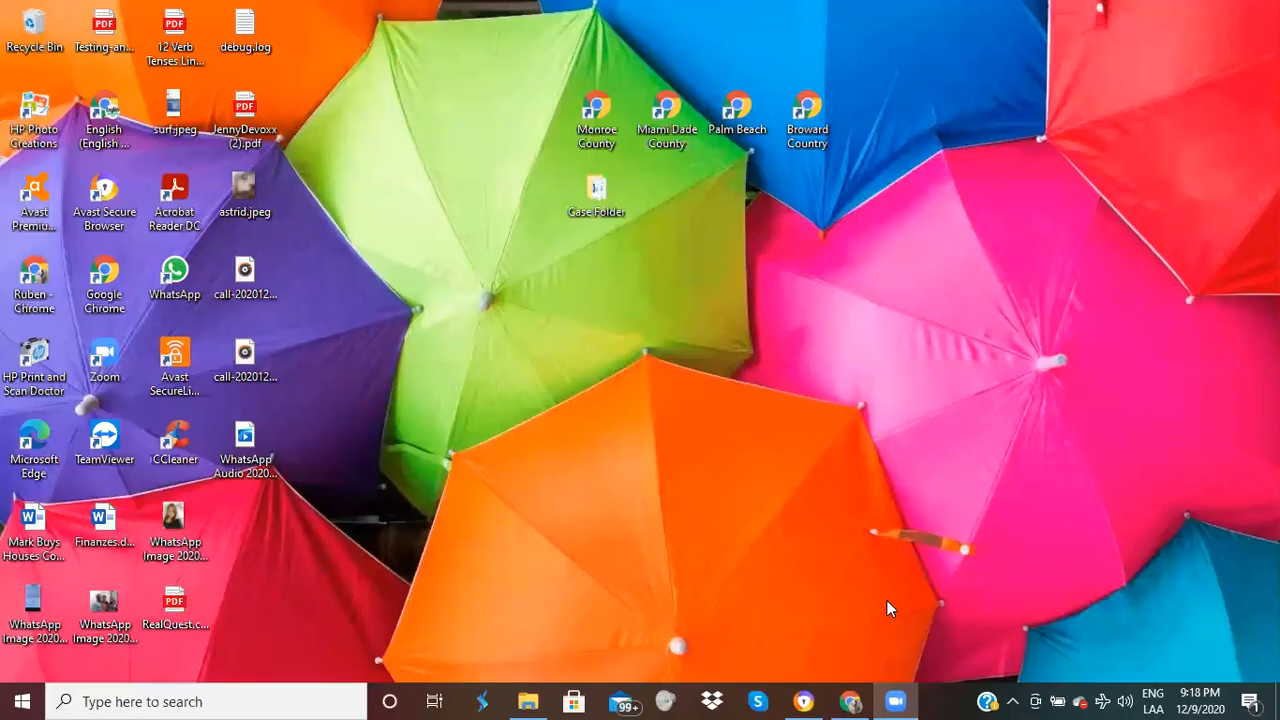 Recycle Bin
Testing-an...
12 Verb
Tenses Lin...
debug.log
HP Photo
Creations
English
(English ...
surf.jpeg
JennyDevoxx
(2).pdf
Monroe
County
Miami Dade
County
Palm Beach
Broward
Country
Avast
Premiu...
Avast Secure
Browser
Acrobat
Reader DC
astrid.jpeg
Case Folder
Ruben -
Chrome
Google
Chrome
WhatsApp
call-202012...
HP Print and
Scan Doctor
Zoom
Avast
SecureLi...
call-202012...
Microsoft
Edge
TeamViewer
CCleaner
WhatsApp
Audio 2020...
Mark Buys
Houses Co...
Finanzes.d...
WhatsApp
Image 2020...
WhatsApp
Image 2020...
WhatsApp
Image 2020...
RealQuest.c...
Type here to search
99+
ENG
LAA
9:18 PM
12/9/2020
1